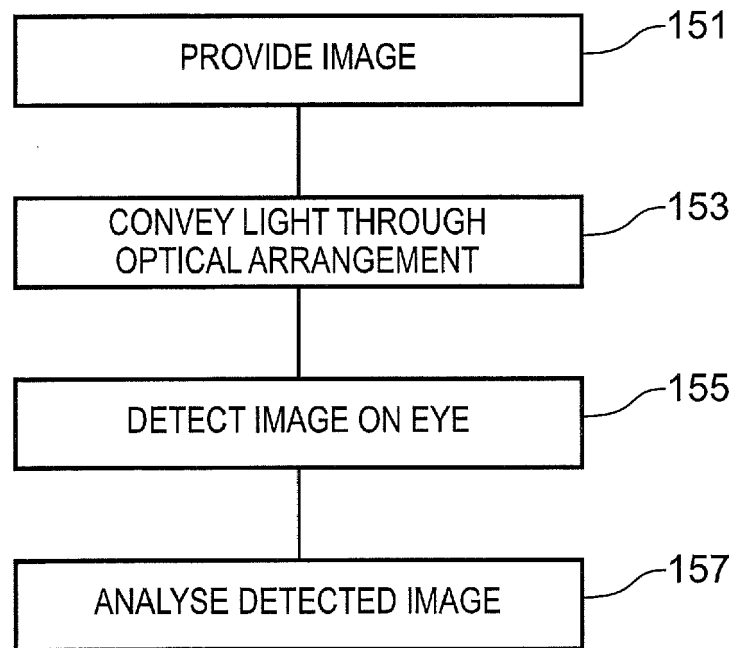 PROVIDE IMAGE
151
CONVEY LIGHT THROUGH
OPTICAL ARRANGEMENT
153
DETECT IMAGE ON EYE
155
ANALYSE DETECTED IMAGE
157